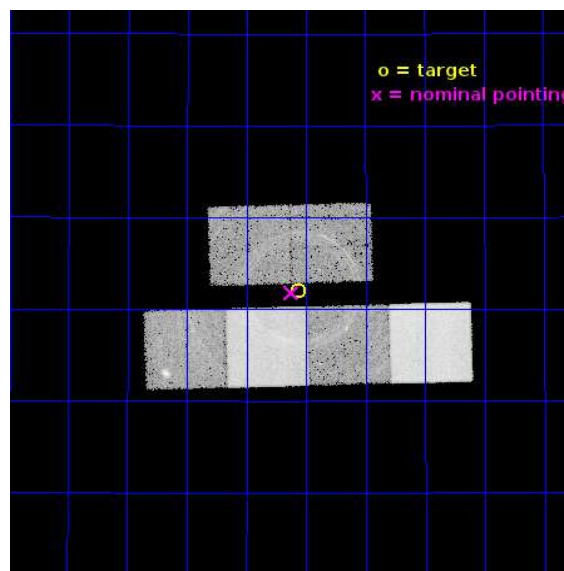 o = target
x = nominal pointing